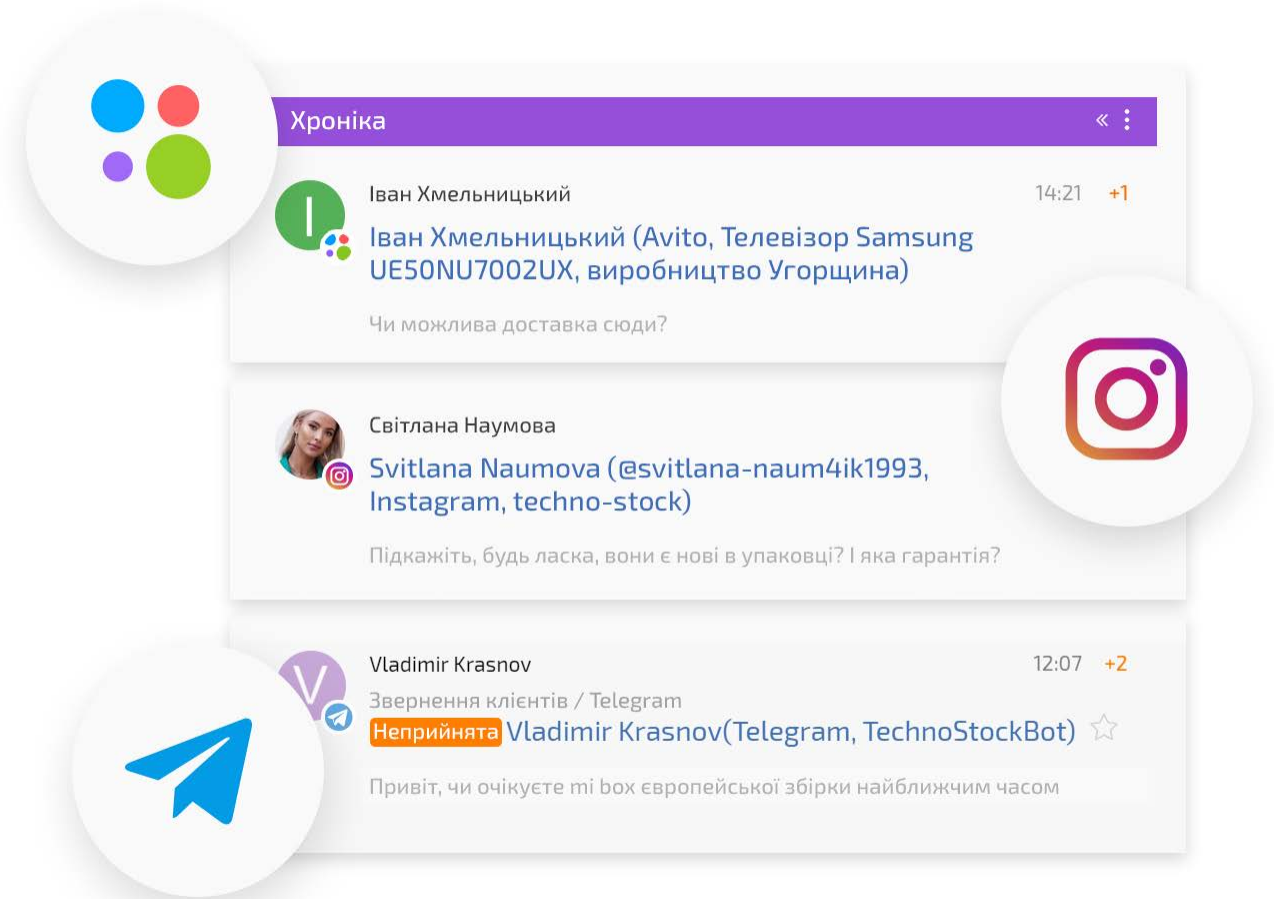 Хроніка « ⋮
I
Іван Хмельницький 14:21 +1
Іван Хмельницький (Avito, Телевізор Samsung
UE50NU7002UX, виробництво Угорщина)
Чи можлива доставка сюди?
Світлана Наумова
Svitlana Naumova (@svitlana-naum4ik1993,
Instagram, techno-stock)
Підкажіть, будь ласка, вони є нові в упаковці? І яка гарантія?
V
Vladimir Krasnov 12:07 +2
Звернення клієнтів / Telegram
Неприйнята Vladimir Krasnov(Telegram, TechnoStockBot)
Привіт, чи очікуєте mi box європейської збірки найближчим часом